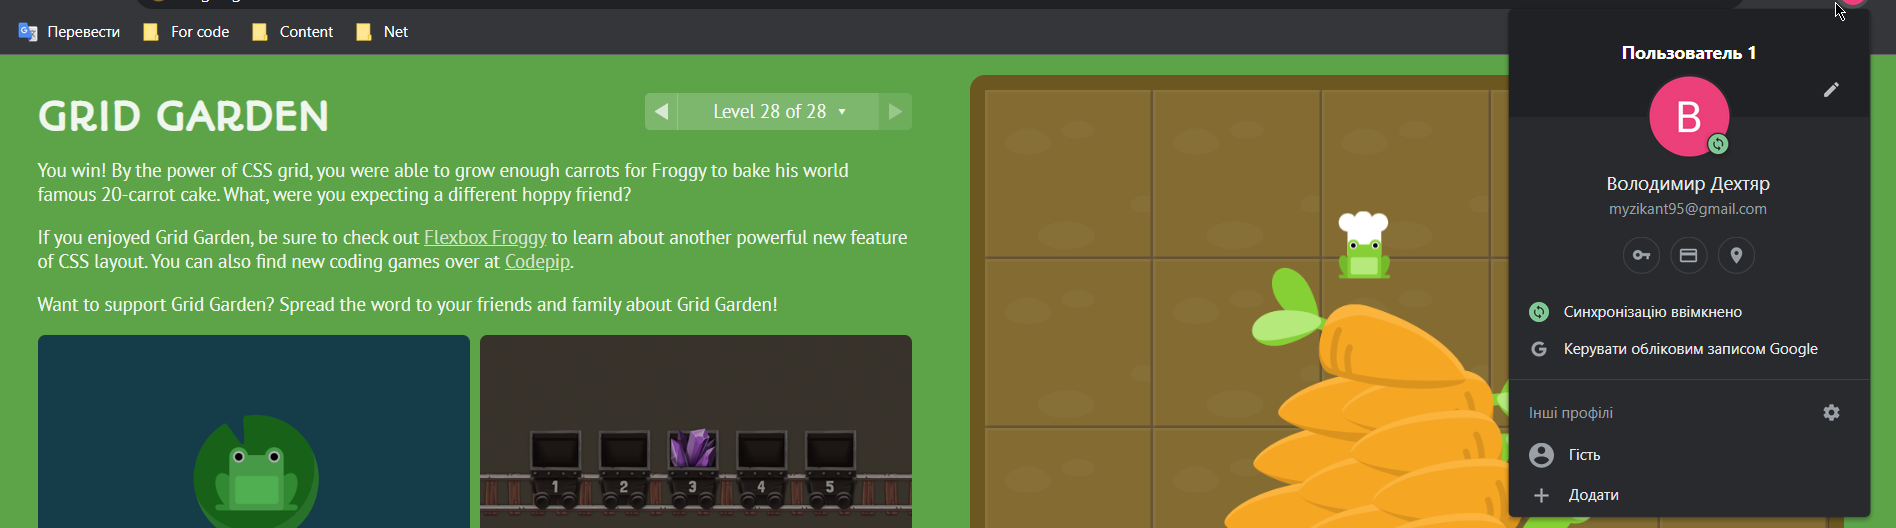 Перевести
For code
Content
Net
GRID GARDEN
Level 28 of 28
You win! By the power of CSS grid, you were able to grow enough carrots for Froggy to bake his world
famous 20-carrot cake. What, were you expecting a different hoppy friend?
If you enjoyed Grid Garden, be sure to check out Flexbox Froggy to learn about another powerful new feature
of CSS layout. You can also find new coding games over at Codepip.
Want to support Grid Garden? Spread the word to your friends and family about Grid Garden!
1
2
3
4
5
Пользователь 1
B
Володимир Дехтяр
myzikant95@gmail.com
Синхронізацію ввімкнено
G
Керувати обліковим записом Google
Інші профілі
Гість
Додати